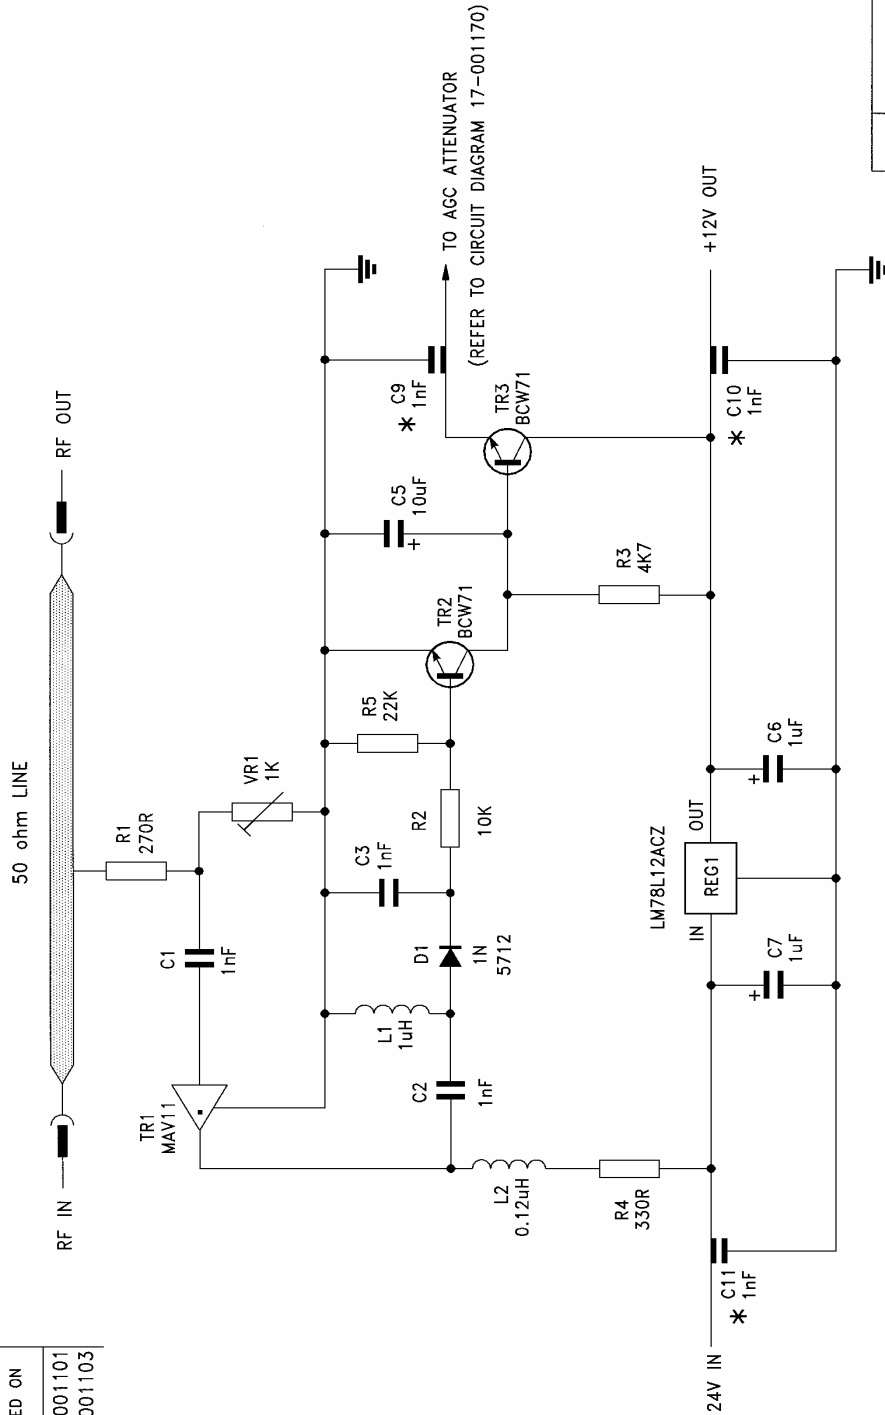 ED ON
001101
001103
50 ohm LINE
RF IN
RF OUT
R1
270R
TR1
MAV11
C1
1nF
VR1
1K
L1
1uH
C3
1nF
R5
22K
C5
10uF
+
*
C9
1nF
TO AGC ATTENUATOR
(REFER TO CIRCUIT DIAGRAM 17-001170)
C2
1nF
D1
1N
5712
R2
10K
TR2
BCW71
TR3
BCW71
L2
0.12uH
R4
330R
R3
4K7
LM78L12ACZ
IN
REG1
OUT
24V IN
+12V OUT
*
C11
1nF
+
C7
1uF
+
C6
1uF
*
C10
1nF